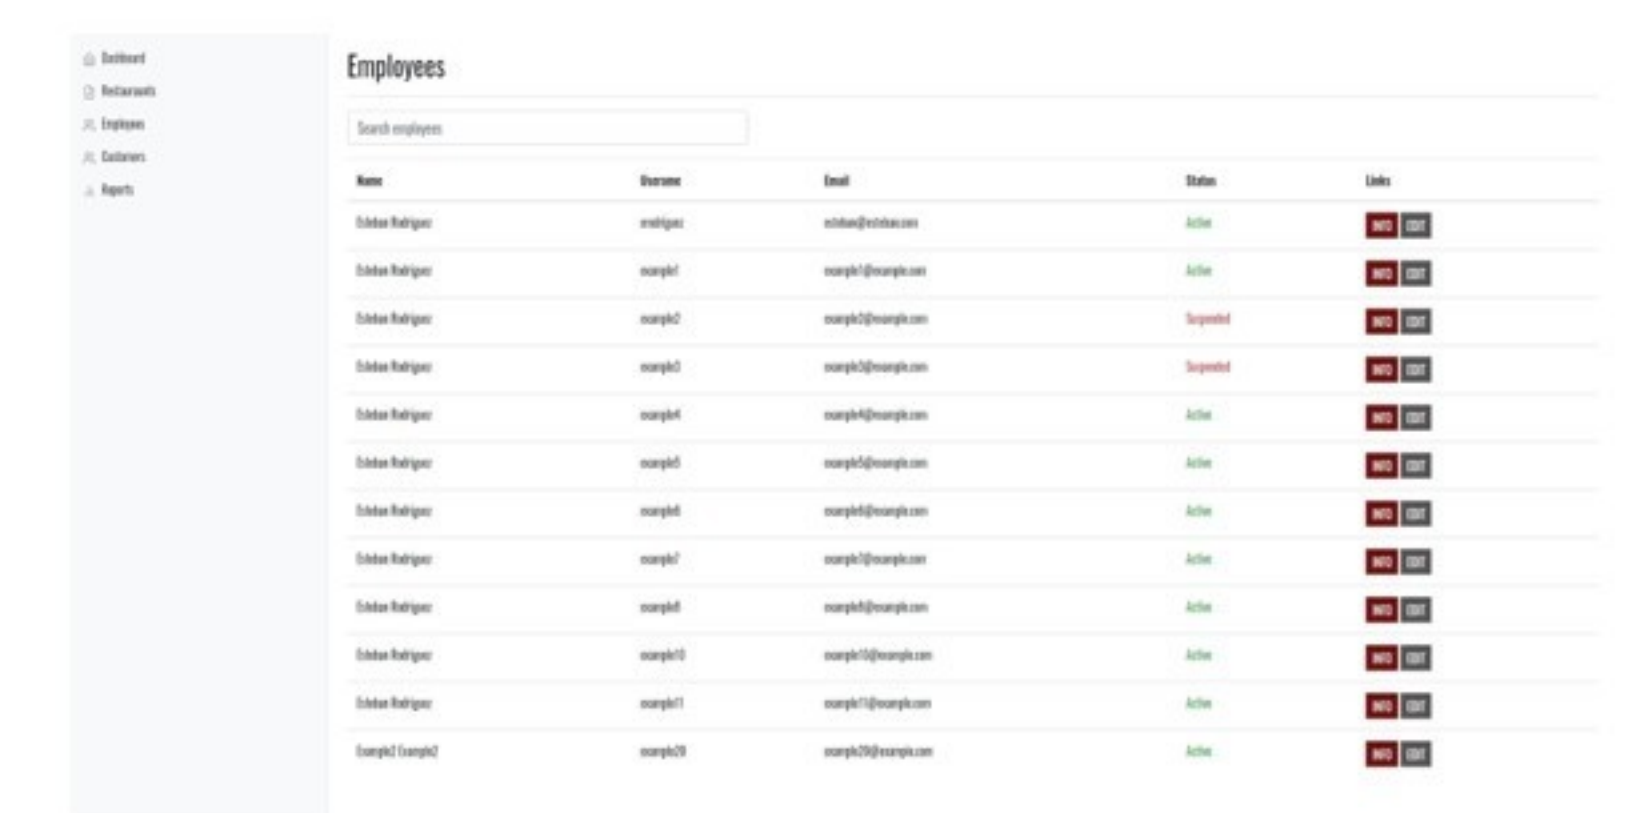 Dashboard
Restaurants
Employees
Customers
Reports
Employees
Search employees
Name Username Email Status Links
Esteban Rodriguez erodriguez esteban@esteban.com Active INFO EDIT
Esteban Rodriguez example1 example1@example.com Active INFO EDIT
Esteban Rodriguez example2 example2@example.com Suspended INFO EDIT
Esteban Rodriguez example3 example3@example.com Suspended INFO EDIT
Esteban Rodriguez example4 example4@example.com Active INFO EDIT
Esteban Rodriguez example5 example5@example.com Active INFO EDIT
Esteban Rodriguez example6 example6@example.com Active INFO EDIT
Esteban Rodriguez example7 example7@example.com Active INFO EDIT
Esteban Rodriguez example8 example8@example.com Active INFO EDIT
Esteban Rodriguez example10 example10@example.com Active INFO EDIT
Esteban Rodriguez example11 example11@example.com Active INFO EDIT
Example2 Example2 example20 example20@example.com Active INFO EDIT